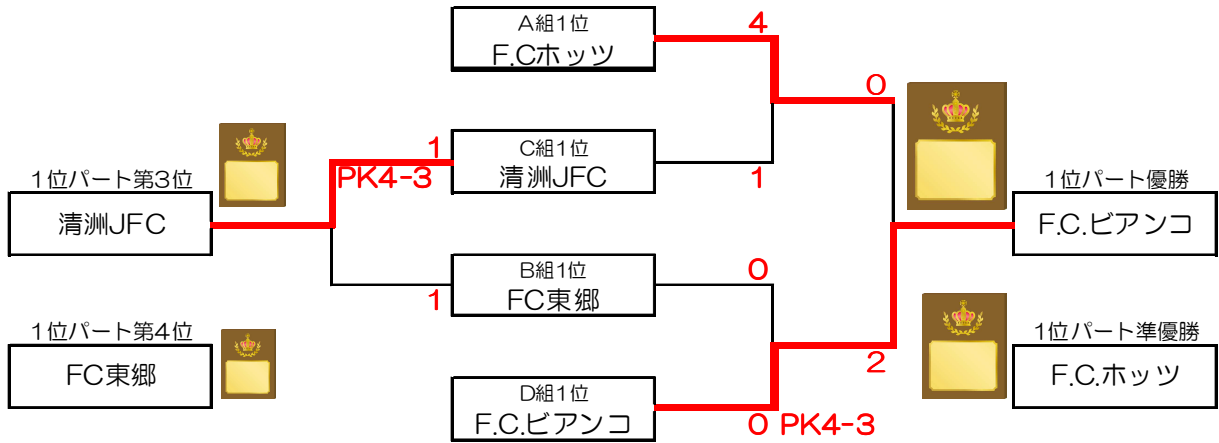 A組1位
F.Cホッツ
4
0
1
PK4-3
C組1位
清洲JFC
1
1位パート第3位
清洲JFC
1位パート優勝
F.C.ビアンコ
B組1位
FC東郷
0
1
1位パート第4位
FC東郷
2
1位パート準優勝
F.C.ホッツ
D組1位
F.C.ビアンコ
0 PK4-3